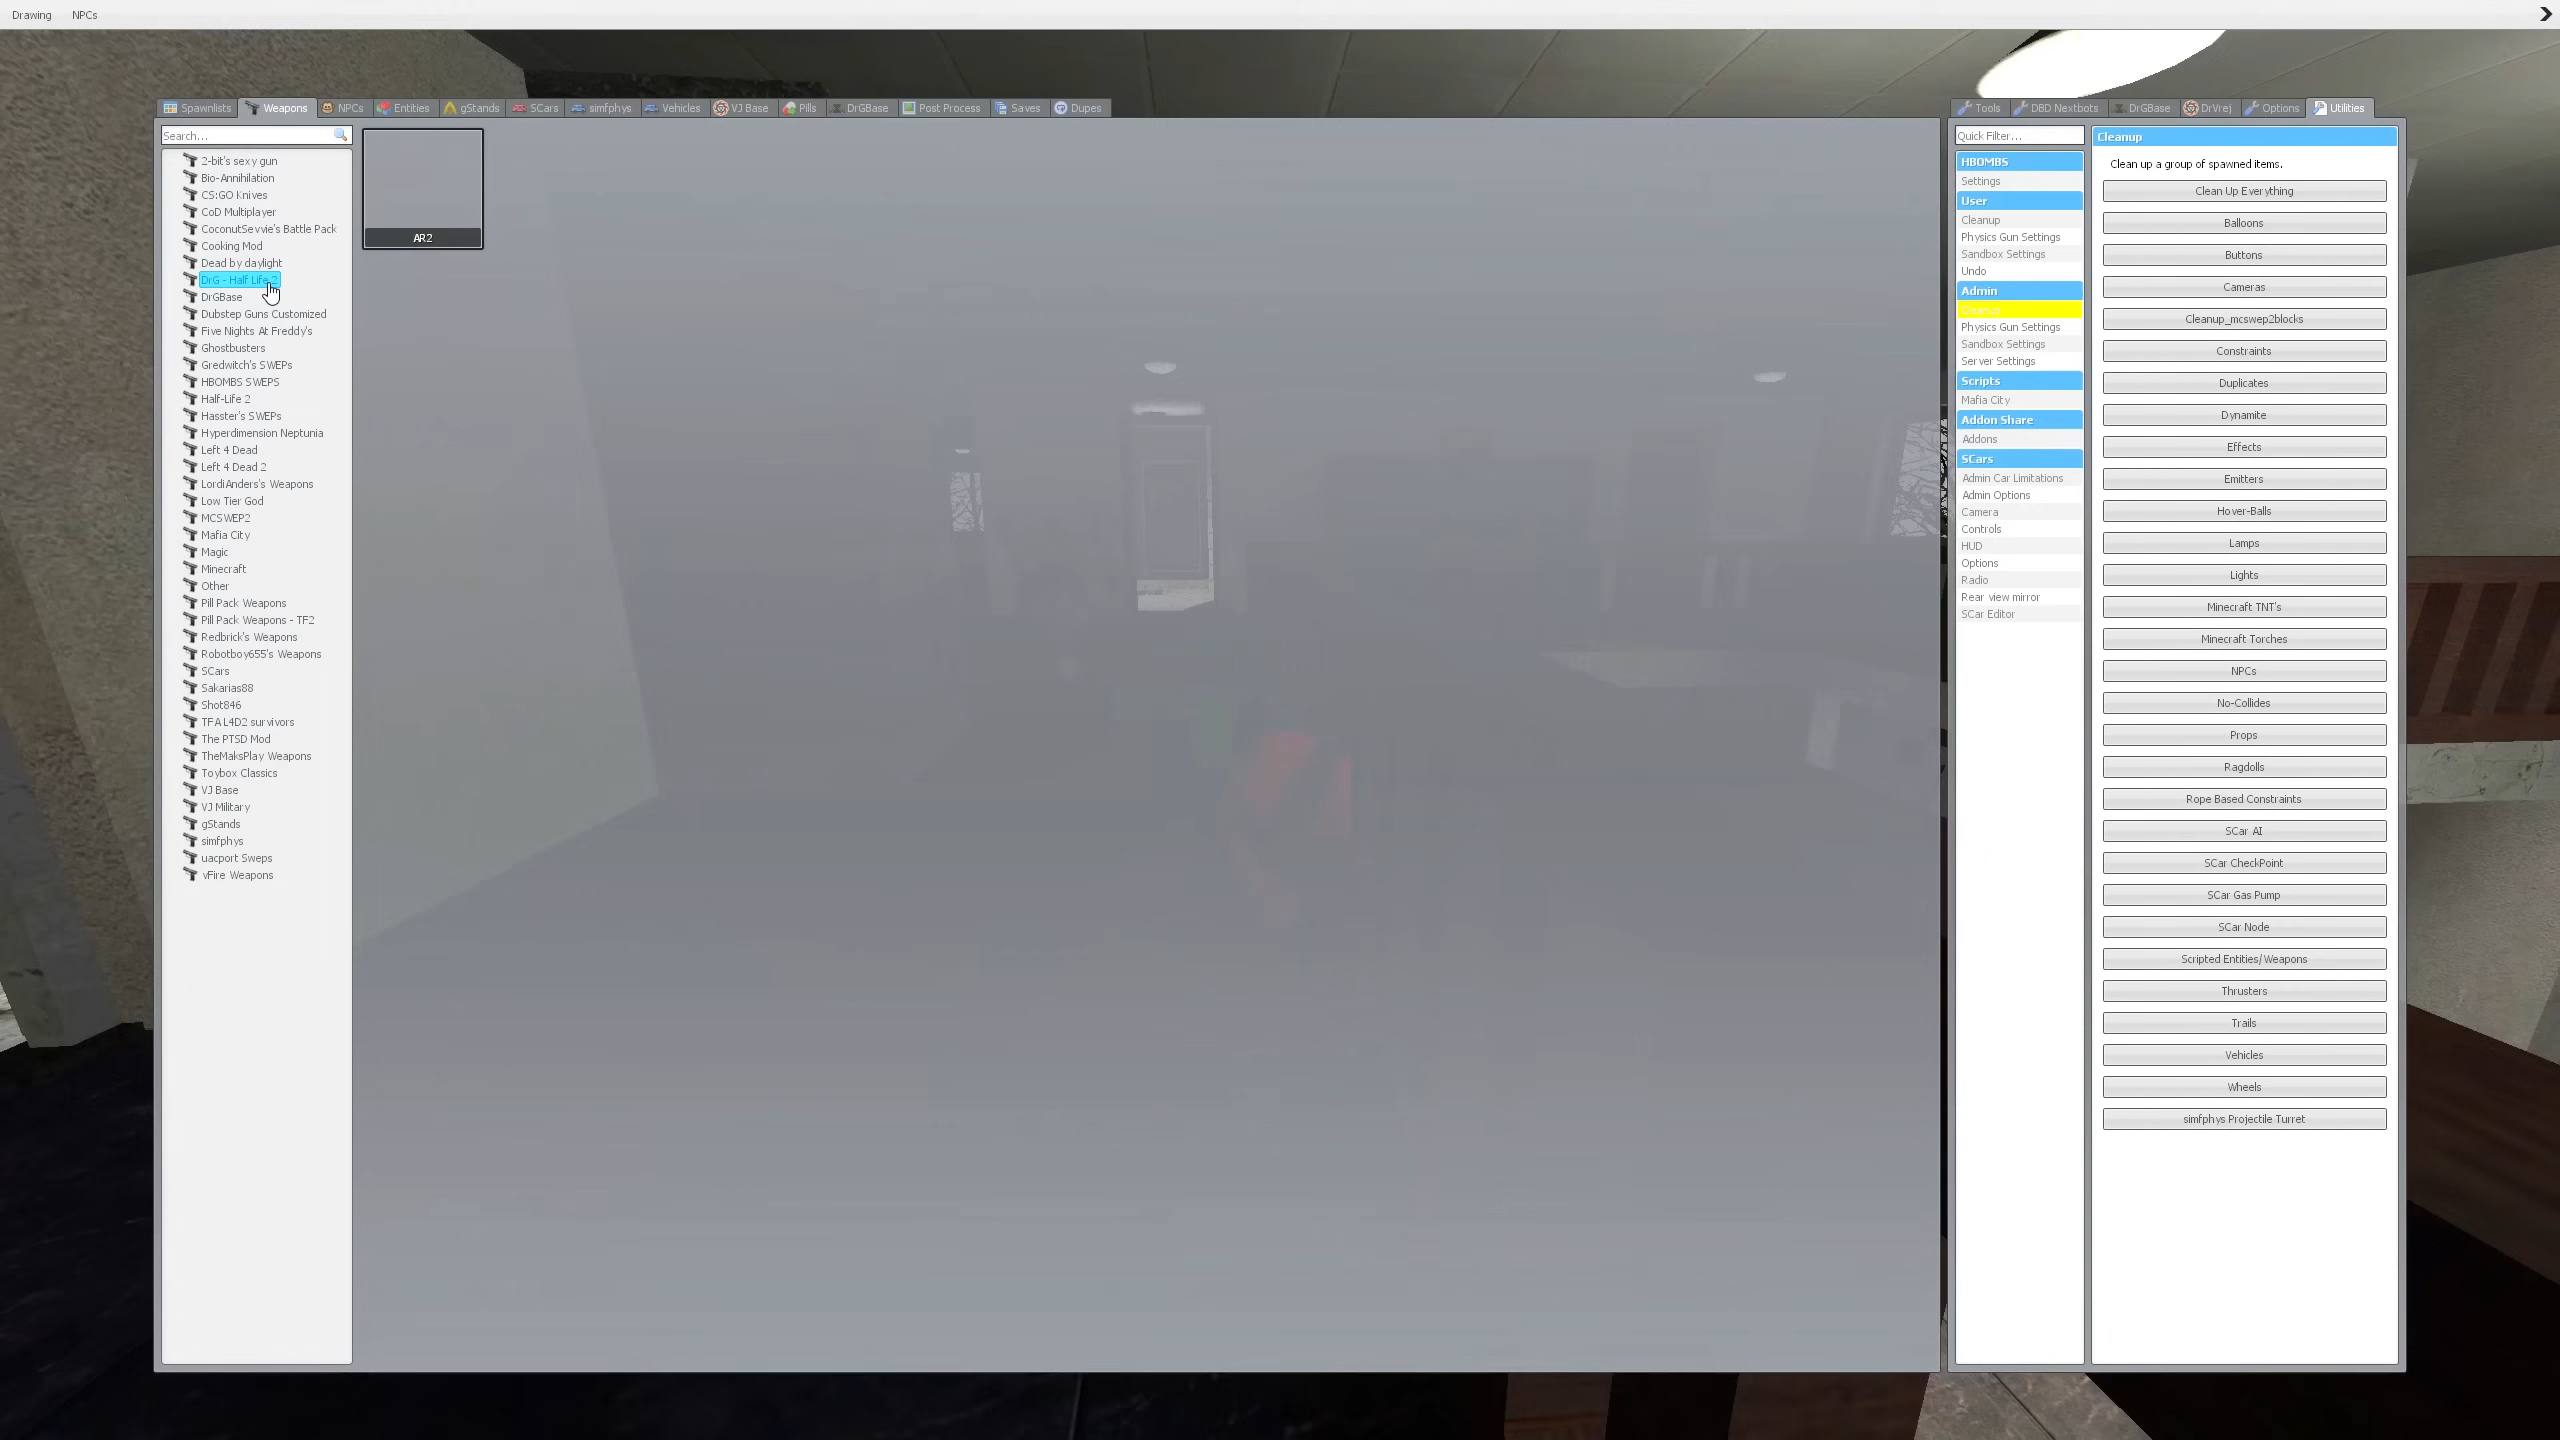 Drawing NPCs
Spawnlists Weapons NPCs Entities gStands SCars simfphys Vehicles VJ Base Pills DrGBase Post Process Saves Dupes
Search...
2-bit's sexy gun
Bio-Annihilation
CS:GO Knives
CoD Multiplayer
CoconutSevvie's Battle Pack
Cooking Mod
Dead by daylight
DrG - Half Life 2
DrGBase
Dubstep Guns Customized
Five Nights At Freddy's
Ghostbusters
Gredwitch's SWEPs
HBOMBS SWEPS
Half-Life 2
Hasster's SWEPs
Hyperdimension Neptunia
Left 4 Dead
Left 4 Dead 2
LordiAnders's Weapons
Low Tier God
MCSWEP2
Mafia City
Magic
Minecraft
Other
Pill Pack Weapons
Pill Pack Weapons - TF2
Redbrick's Weapons
Robotboy655's Weapons
SCars
Sakarias88
Shot846
TFA L4D2 survivors
The PTSD Mod
TheMaksPlay Weapons
Toybox Classics
VJ Base
VJ Military
gStands
simfphys
uacport Sweps
vFire Weapons
AR2
Tools DBD Nextbots DrGBase DrVrej Options Utilities
Quick Filter...
HBOMBS
Settings
User
Cleanup
Physics Gun Settings
Sandbox Settings
Undo
Admin
Cleanup
Physics Gun Settings
Sandbox Settings
Server Settings
Scripts
Mafia City
Addon Share
Addons
SCars
Admin Car Limitations
Admin Options
Camera
Controls
HUD
Options
Radio
Rear view mirror
SCar Editor
Cleanup
Clean up a group of spawned items.
Clean Up Everything
Balloons
Buttons
Cameras
Cleanup_mcswep2blocks
Constraints
Duplicates
Dynamite
Effects
Emitters
Hover-Balls
Lamps
Lights
Minecraft TNT's
Minecraft Torches
NPCs
No-Collides
Props
Ragdolls
Rope Based Constraints
SCar AI
SCar CheckPoint
SCar Gas Pump
SCar Node
Scripted Entities/Weapons
Thrusters
Trails
Vehicles
Wheels
simfphys Projectile Turret